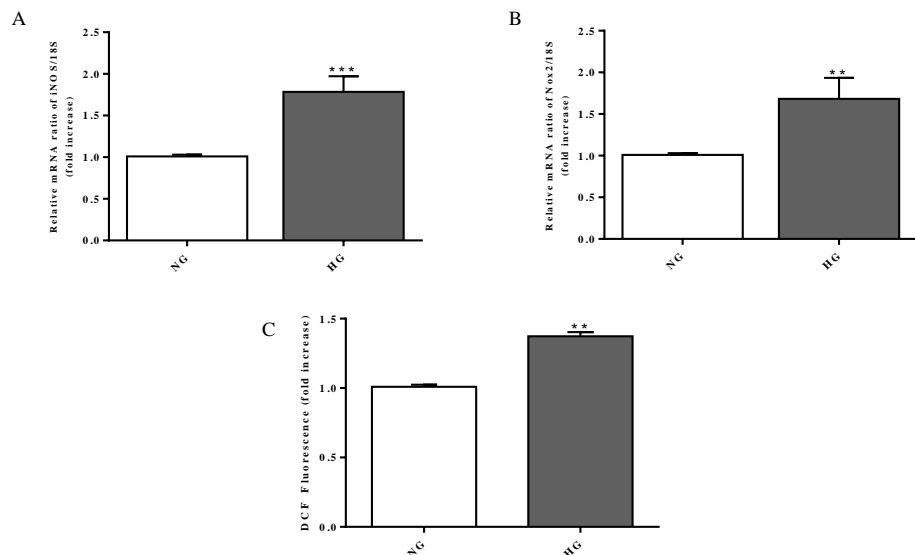 A
Relative mRNA ratio of iNOS/18S
(fold increase)
2.5
2.0
1.5
1.0
0.5
0.0
***
NG
HG
B
Relative mRNA ratio of Nox2/18S
(fold increase)
2.5
2.0
1.5
1.0
0.5
0.0
**
NG
HG
C
DCF Fluorescence (fold increase)
1.5
1.0
0.5
0.0
**
NG
HG